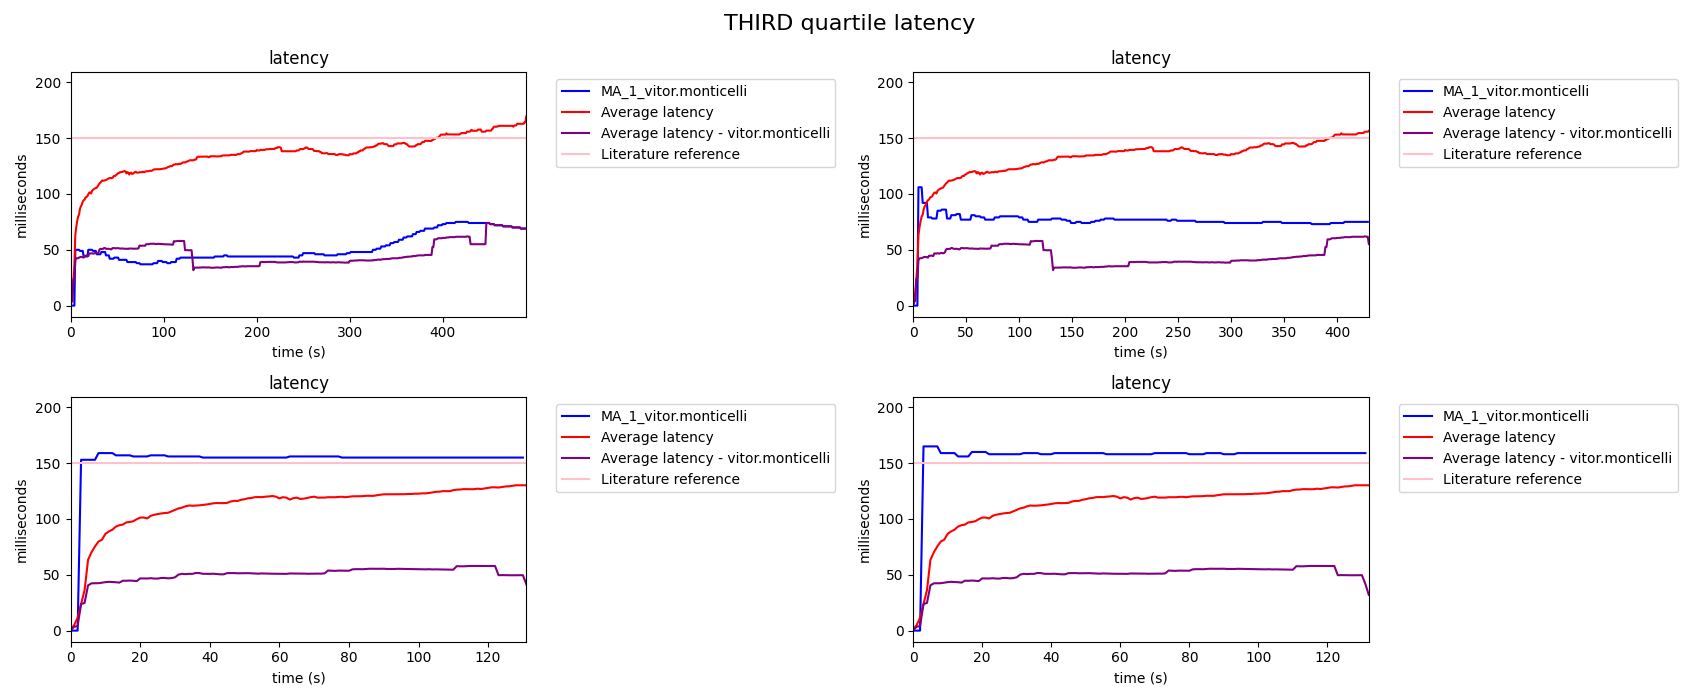 THIRD quartile latency
latency
200
150
100
50
0
milliseconds
0 100 200 300 400
time (s)
MA_1_vitor.monticelli
Average latency
Average latency - vitor.monticelli
Literature reference
latency
200
150
100
50
0
milliseconds
0 50 100 150 200 250 300 350 400
time (s)
MA_1_vitor.monticelli
Average latency
Average latency - vitor.monticelli
Literature reference
latency
200
150
100
50
0
milliseconds
0 20 40 60 80 100 120
time (s)
MA_1_vitor.monticelli
Average latency
Average latency - vitor.monticelli
Literature reference
latency
200
150
100
50
0
milliseconds
0 20 40 60 80 100 120
time (s)
MA_1_vitor.monticelli
Average latency
Average latency - vitor.monticelli
Literature reference